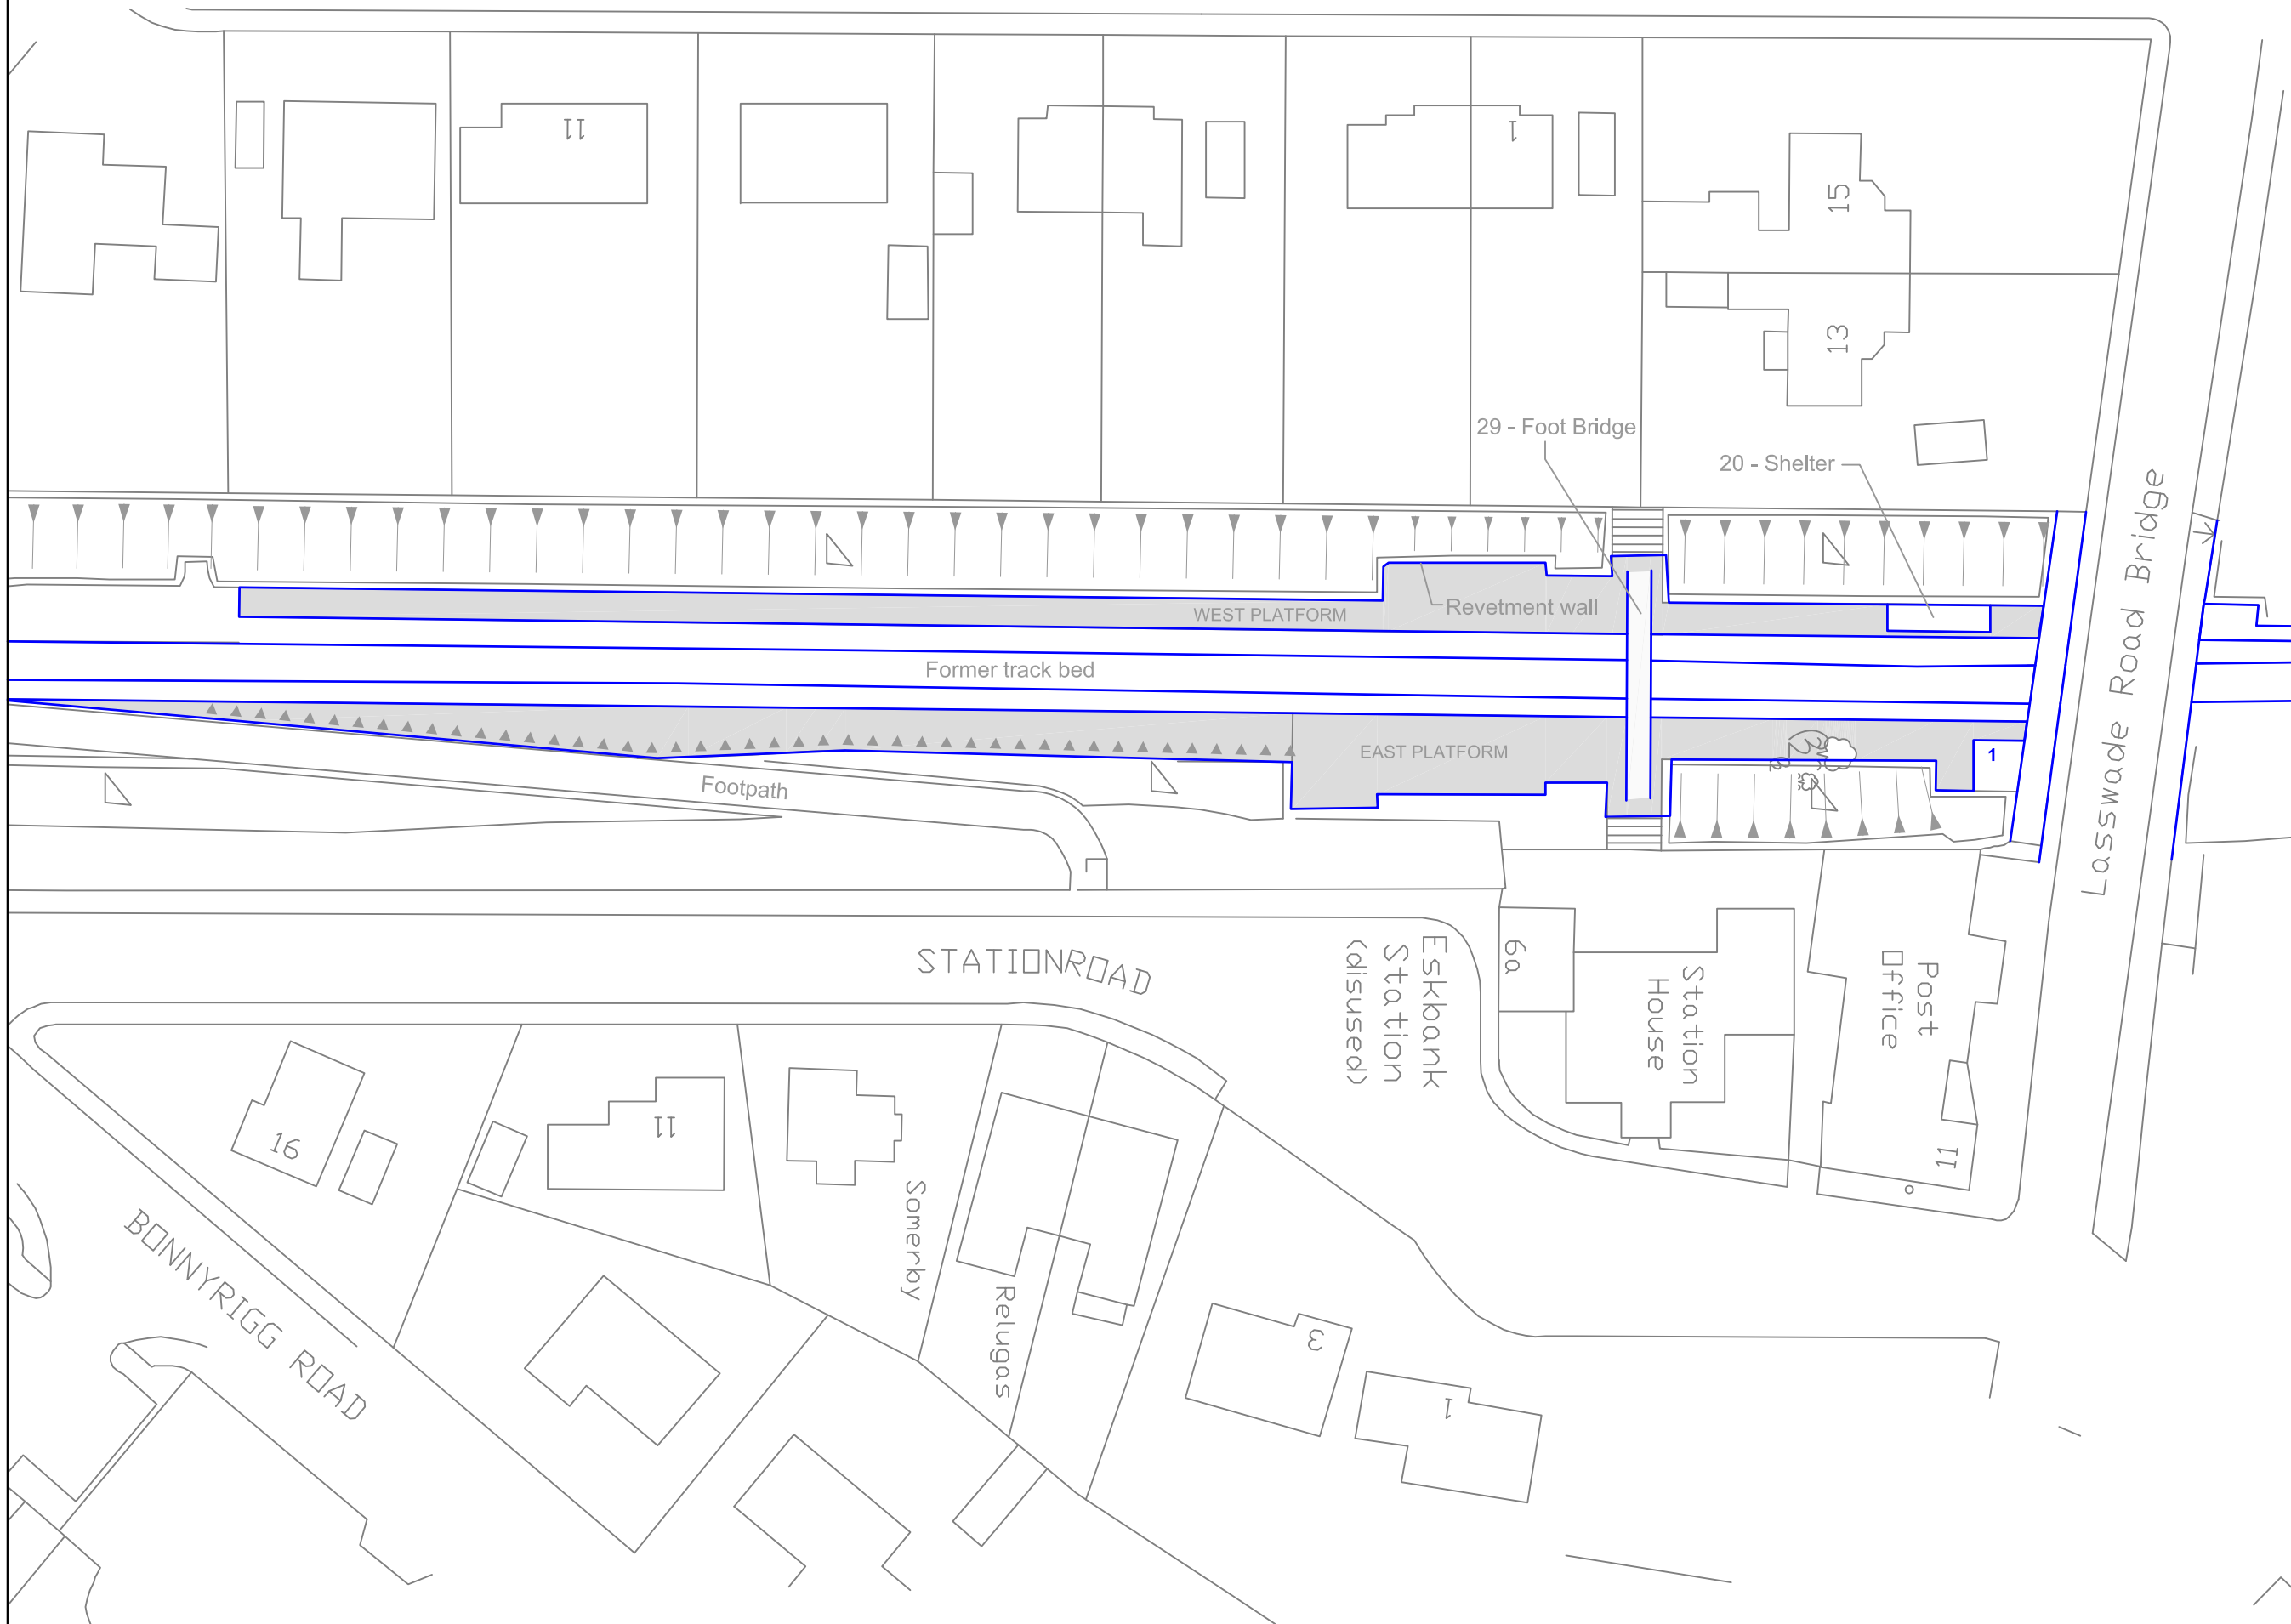 11
1
15
13
29 - Foot Bridge
20 - Shelter
Lasswade Road Bridge
WEST PLATFORM
Revetment wall
Former track bed
EAST PLATFORM
1
Footpath
STATIONROAD
Eskbank
Station
(disused)
6a
Station
House
Post
Office
11
16
11
Somerby
Relugas
BONNYRIGG ROAD
3
1